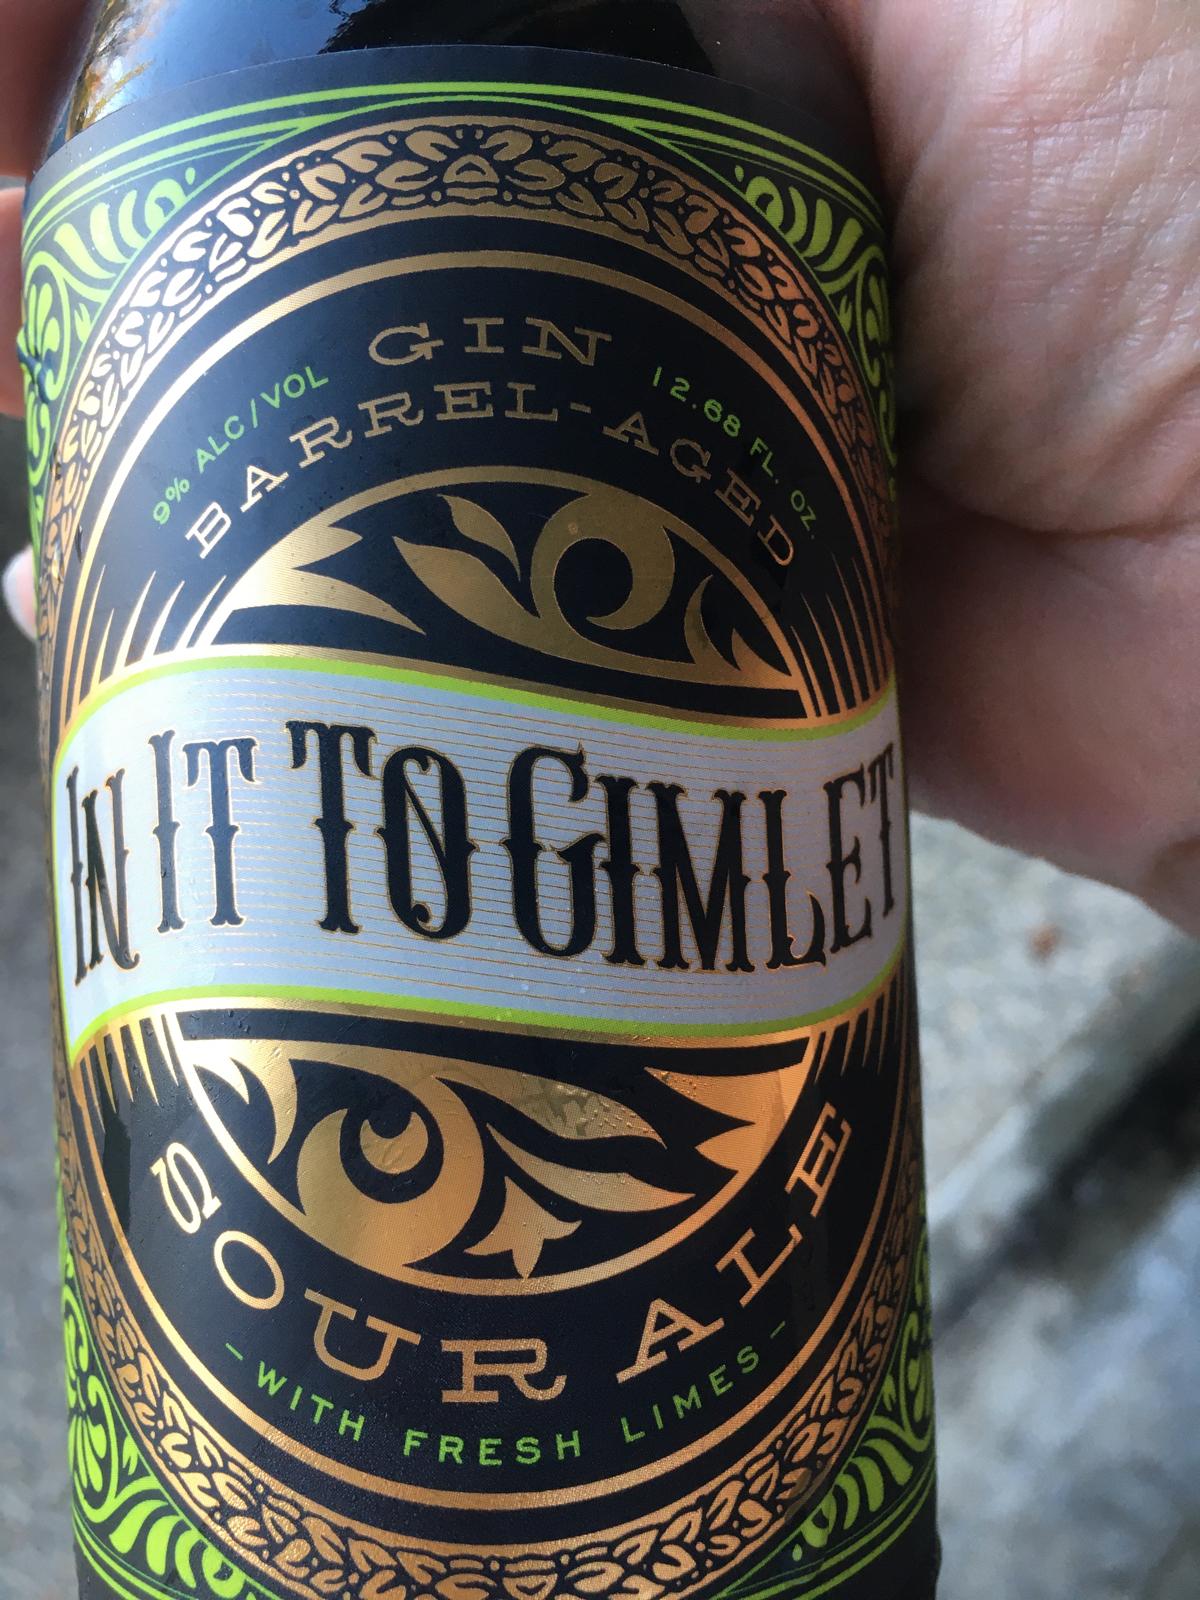 GIN
9% ALC/VOL
12.68 FL. OZ.
BARREL-AGED
IN IT TO GIMLET
SOUR ALE
-WITH FRESH LIMES-